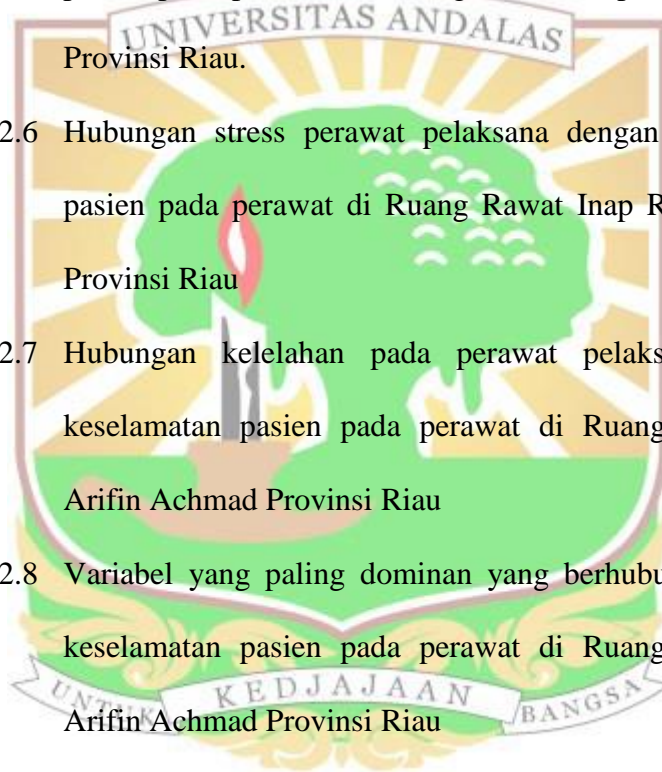 UNIVERSITAS ANDALAS
Provinsi Riau.
2.6 Hubungan stress perawat pelaksana dengan
pasien pada perawat di Ruang Rawat Inap R
Provinsi Riau
2.7 Hubungan kelelahan pada perawat pelaks
keselamatan pasien pada perawat di Ruang
Arifin Achmad Provinsi Riau
2.8 Variabel yang paling dominan yang berhubu
keselamatan pasien pada perawat di Ruang
UNTUK KEDJAJAAN BANGSA
Arifin Achmad Provinsi Riau